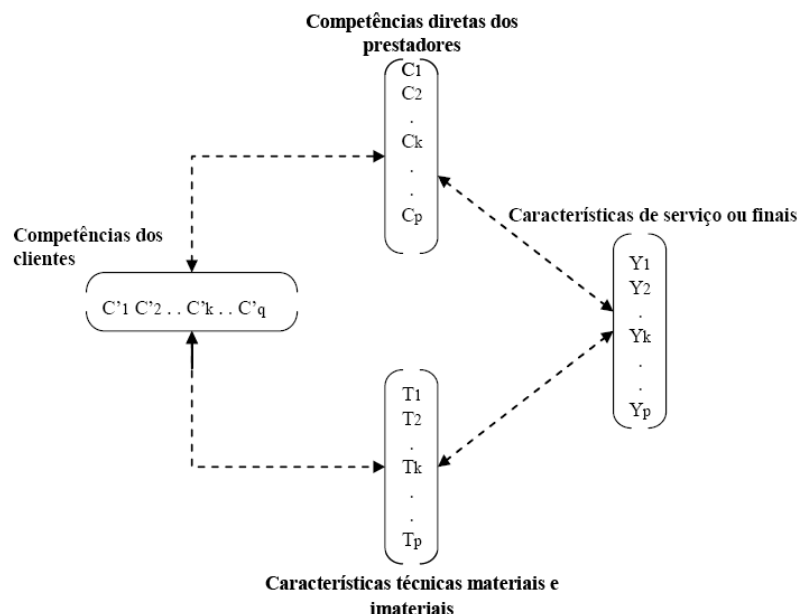 Competências diretas dos
prestadores
C1
C2
.
Ck
.
.
Cp
Características de serviço ou finais
Y1
Y2
.
Yk
.
.
Yp
Competências dos
clientes
C'1 C'2 . . C'k . . C'q
T1
T2
.
Tk
.
.
Tp
Características técnicas materiais e
imateriais